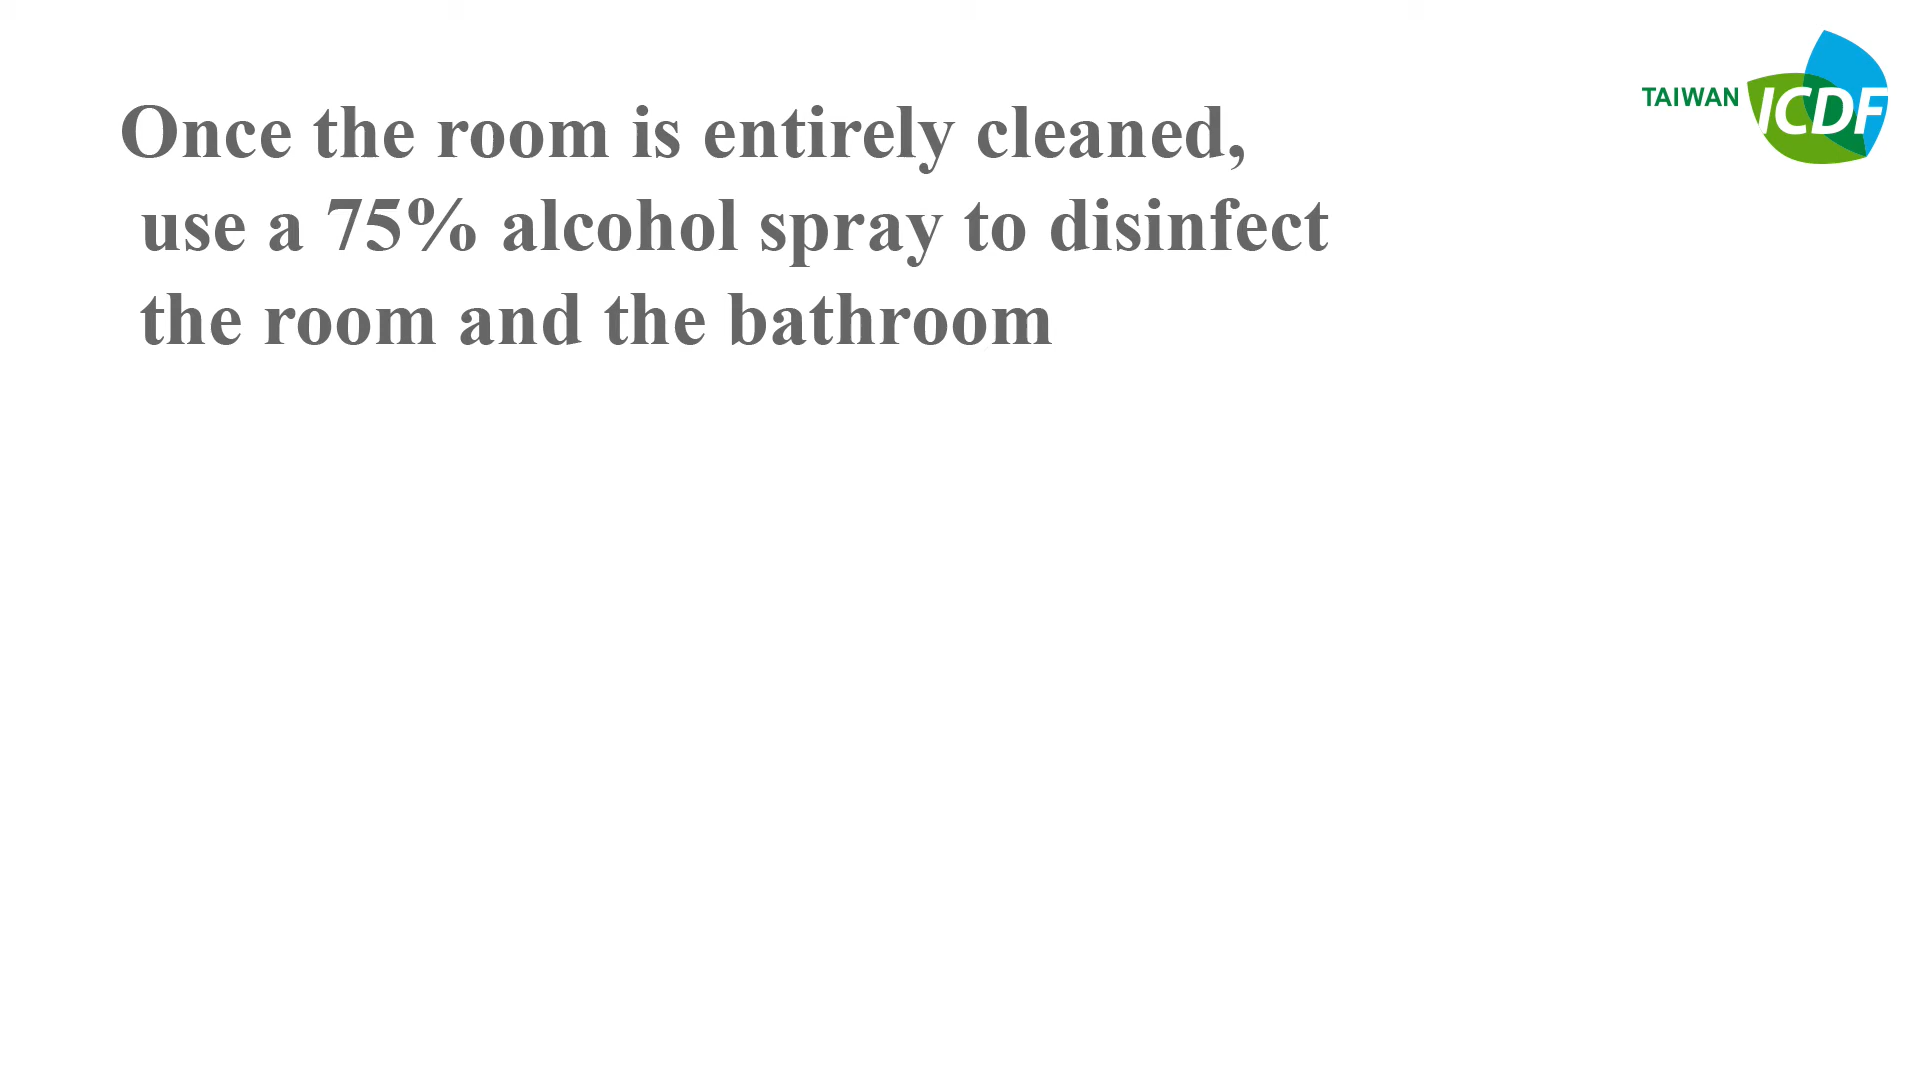 Once the room is entirely cleaned,
use a 75% alcohol spray to disinfect
the room and the bathroom
TAIWAN ICDF